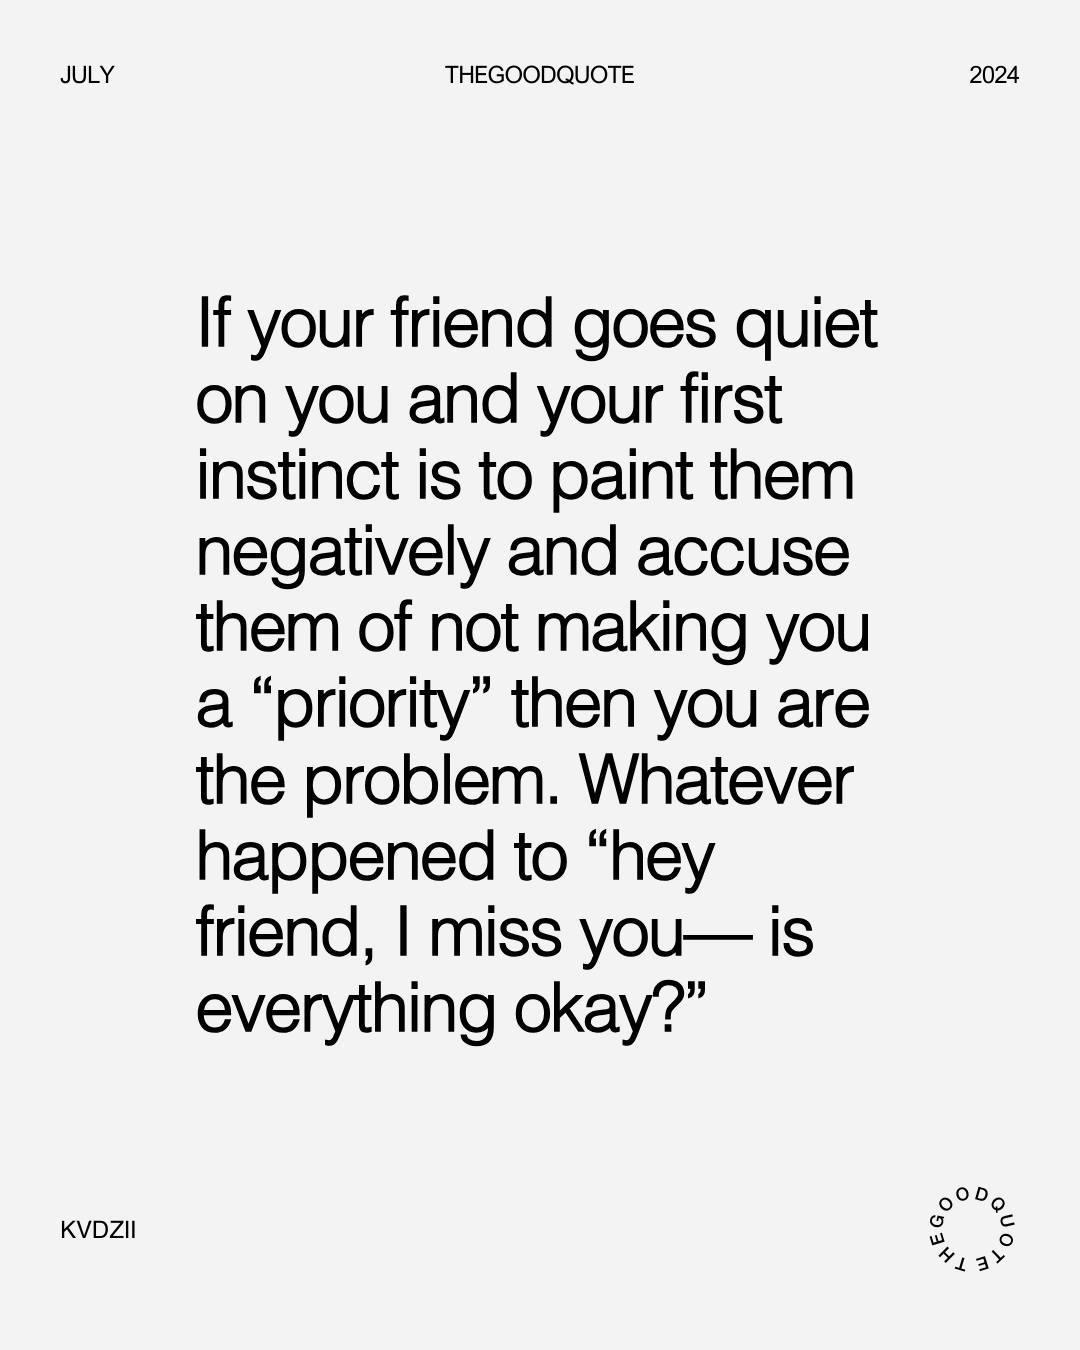 JULY THEGOODQUOTE 2024
If your friend goes quiet
on you and your first
instinct is to paint them
negatively and accuse
them of not making you
a “priority” then you are
the problem. Whatever
happened to “hey
friend, I miss you— is
everything okay?”
KVDZII
THEGOODQUOTE